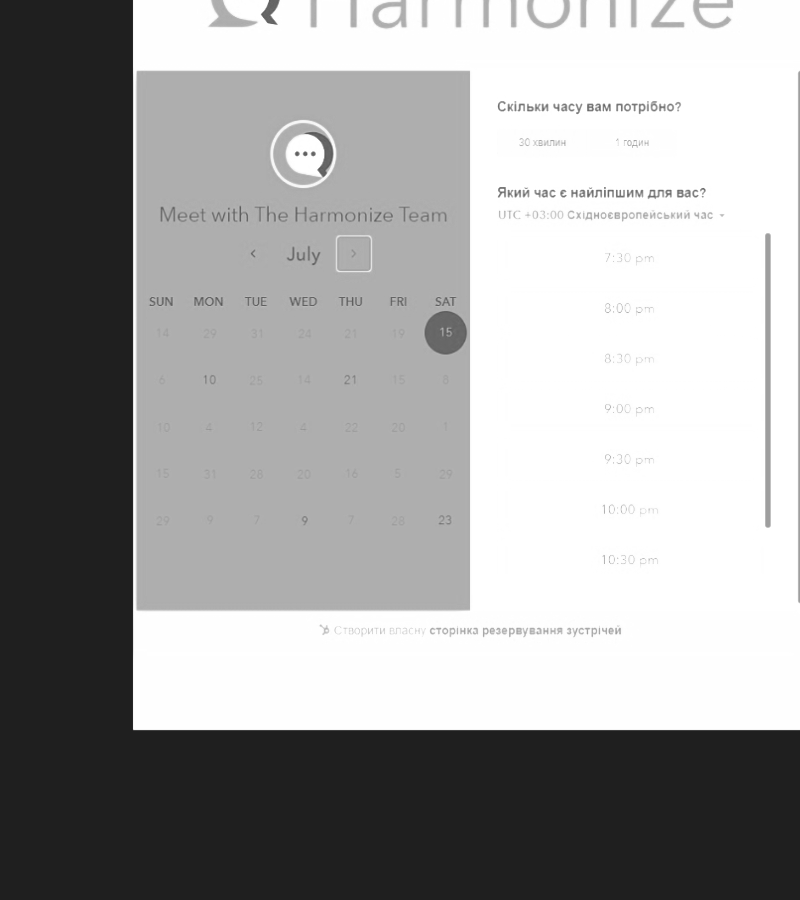 Harmonize
Meet with The Harmonize Team
July
SUN MON TUE WED THU FRI SAT
14 29 31 24 21 19 15
6 10 25 14 21 15 8
10 4 12 4 22 20 1
15 31 28 20 16 5 29
29 9 7 9 7 28 23
Скільки часу вам потрібно?
30 хвилин 1 годин
Який час є найліпшим для вас?
UTC +03:00 Східноєвропейський час
7:30 pm
8:00 pm
8:30 pm
9:00 pm
9:30 pm
10:00 pm
10:30 pm
Створити власну сторінка резервування зустрічей